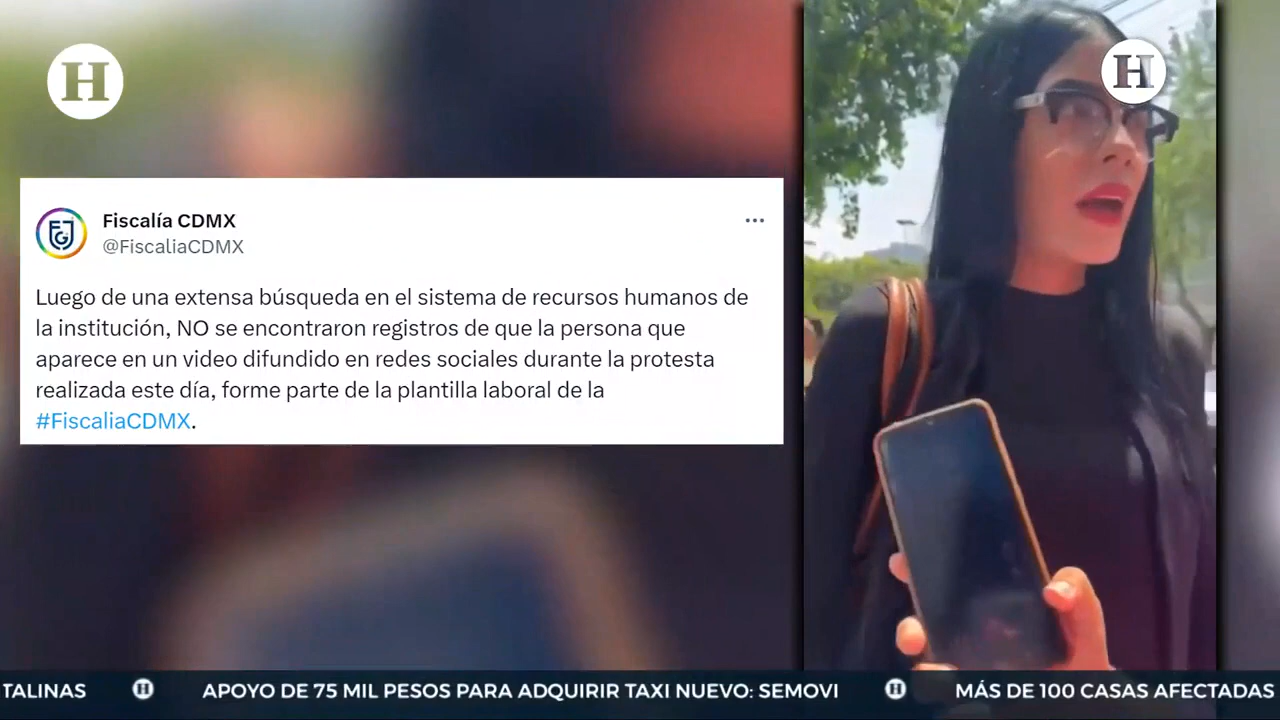 H
H
Fiscalía CDMX
@FiscaliaCDMX
Luego de una extensa búsqueda en el sistema de recursos humanos de
la institución, NO se encontraron registros de que la persona que
aparece en un video difundido en redes sociales durante la protesta
realizada este día, forme parte de la plantilla laboral de la
#FiscaliaCDMX.
TALINAS H APOYO DE 75 MIL PESOS PARA ADQUIRIR TAXI NUEVO: SEMOVI H MÁS DE 100 CASAS AFECTADAS